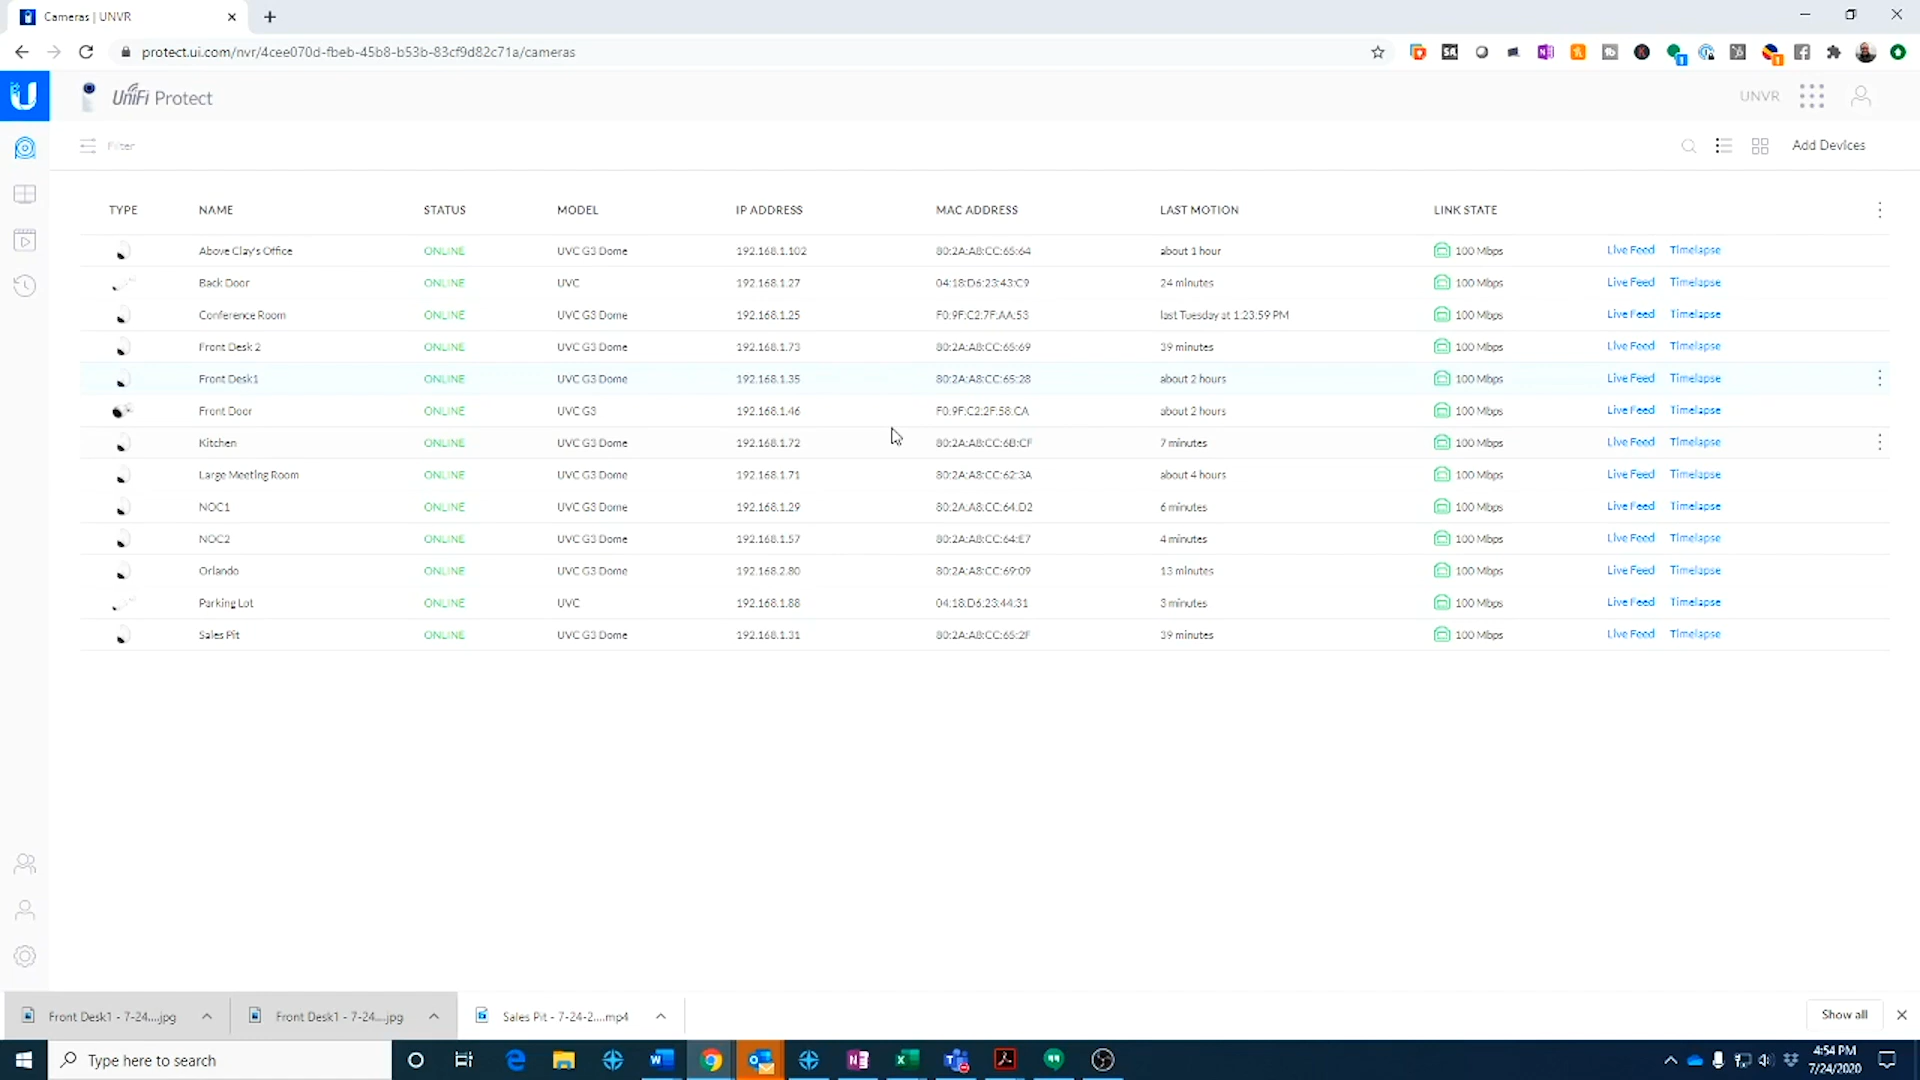 Cameras | UNVR
protect.ui.com/nvr/4cee070d-fbeb-45b8-b53b-83cf9d82c71a/cameras
UniFi Protect
UNVR
Filter
Add Devices
TYPE NAME STATUS MODEL IP ADDRESS MAC ADDRESS LAST MOTION LINK STATE
Above Clay's Office ONLINE UVC G3 Dome 192.168.1.102 80:2A:A8:CC:65:64 about 1 hour 100 Mbps Live Feed Timelapse
Back Door ONLINE UVC 192.168.1.27 04:18:D6:23:43:C9 24 minutes 100 Mbps Live Feed Timelapse
Conference Room ONLINE UVC G3 Dome 192.168.1.25 F0:9F:C2:7F:AA:53 last Tuesday at 1:23:59 PM 100 Mbps Live Feed Timelapse
Front Desk 2 ONLINE UVC G3 Dome 192.168.1.73 80:2A:A8:CC:65:69 39 minutes 100 Mbps Live Feed Timelapse
Front Desk1 ONLINE UVC G3 Dome 192.168.1.35 80:2A:A8:CC:65:28 about 2 hours 100 Mbps Live Feed Timelapse
Front Door ONLINE UVC G3 192.168.1.46 F0:9F:C2:2F:58:CA about 2 hours 100 Mbps Live Feed Timelapse
Kitchen ONLINE UVC G3 Dome 192.168.1.72 80:2A:A8:CC:6B:CF 7 minutes 100 Mbps Live Feed Timelapse
Large Meeting Room ONLINE UVC G3 Dome 192.168.1.71 80:2A:A8:CC:62:3A about 4 hours 100 Mbps Live Feed Timelapse
NOC1 ONLINE UVC G3 Dome 192.168.1.29 80:2A:A8:CC:64:D2 6 minutes 100 Mbps Live Feed Timelapse
NOC2 ONLINE UVC G3 Dome 192.168.1.57 80:2A:A8:CC:64:E7 4 minutes 100 Mbps Live Feed Timelapse
Orlando ONLINE UVC G3 Dome 192.168.2.80 80:2A:A8:CC:69:09 13 minutes 100 Mbps Live Feed Timelapse
Parking Lot ONLINE UVC 192.168.1.88 04:18:D6:23:44:31 3 minutes 100 Mbps Live Feed Timelapse
Sales Pit ONLINE UVC G3 Dome 192.168.1.31 80:2A:A8:CC:65:2F 39 minutes 100 Mbps Live Feed Timelapse
Front Desk1 - 7-24....jpg Front Desk1 - 7-24....jpg Sales Pit - 7-24-2....mp4 Show all
Type here to search
4:54 PM
7/24/2020